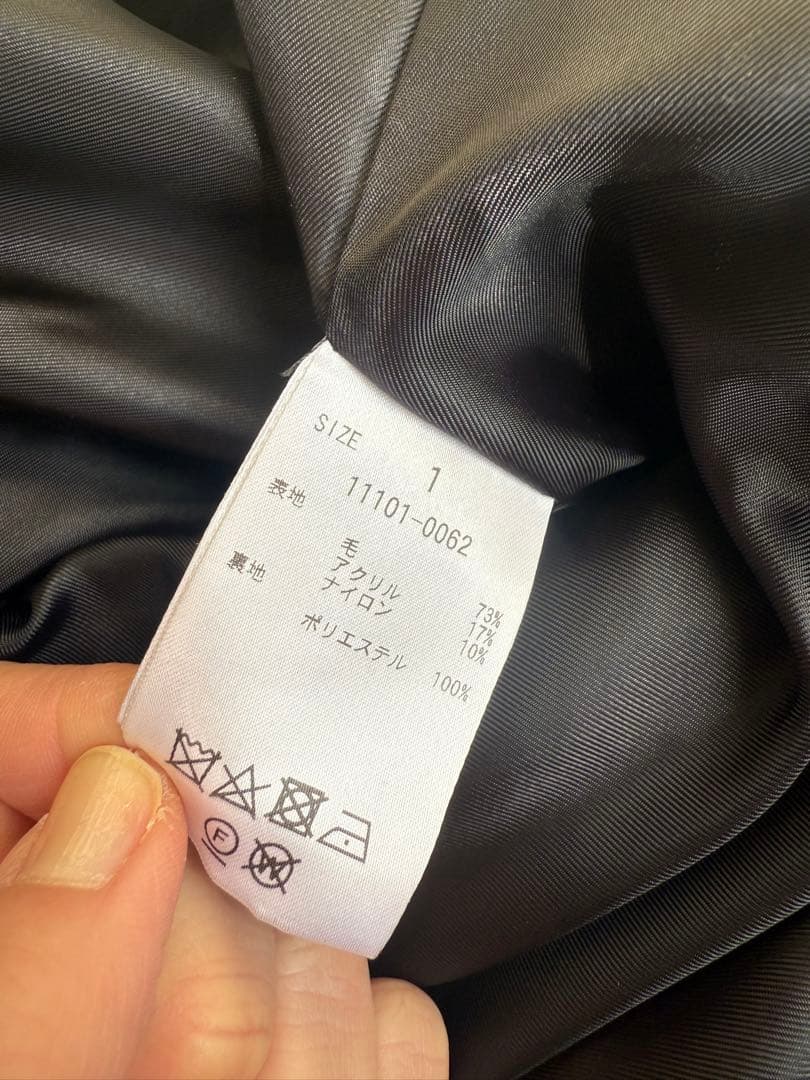 SIZE 1
11101-0062
表地 毛 73%
アクリル 17%
ナイロン 10%
裏地 ポリエステル 100%
F
W